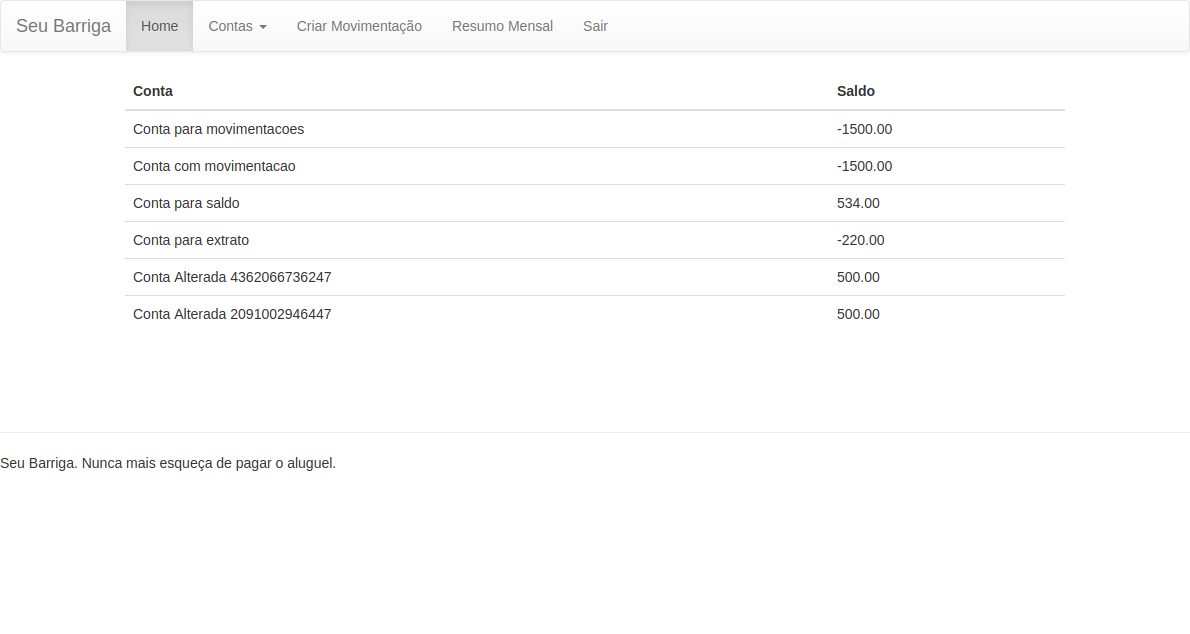 Seu Barriga Home Contas Criar Movimentação Resumo Mensal Sair
Conta Saldo
Conta para movimentacoes -1500.00
Conta com movimentacao -1500.00
Conta para saldo 534.00
Conta para extrato -220.00
Conta Alterada 4362066736247 500.00
Conta Alterada 2091002946447 500.00
Seu Barriga. Nunca mais esqueça de pagar o aluguel.